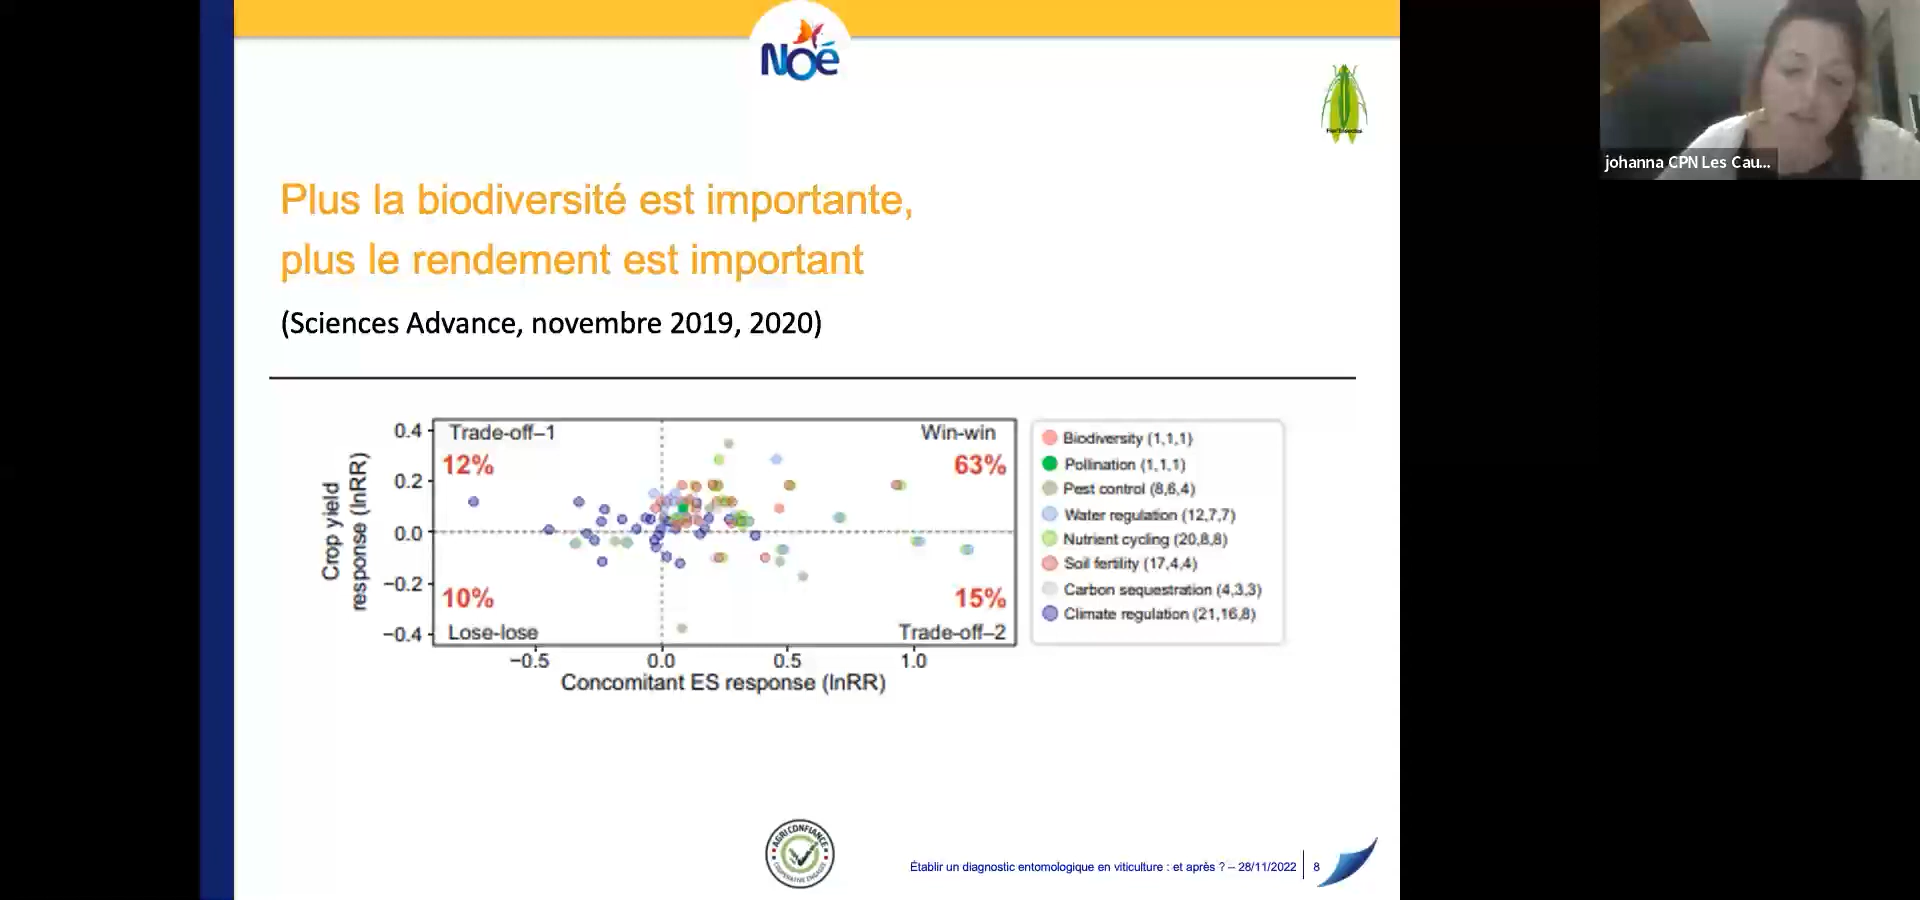 Noé
HerbInsectes
johanna CPN Les Cau...
Plus la biodiversité est importante,
plus le rendement est important
(Sciences Advance, novembre 2019, 2020)
Trade-off–1
Win-win
12%
63%
10%
15%
Lose-lose
Trade-off–2
0.4
0.2
0.0
−0.2
−0.4
Crop yield
response (lnRR)
−0.5
0.0
0.5
1.0
Concomitant ES response (lnRR)
Biodiversity (1,1,1)
Pollination (1,1,1)
Pest control (8,6,4)
Water regulation (12,7,7)
Nutrient cycling (20,8,8)
Soil fertility (17,4,4)
Carbon sequestration (4,3,3)
Climate regulation (21,16,8)
AGRI CONFIANCE
COOPÉRATIVE ENGAGÉE
Établir un diagnostic entomologique en viticulture : et après ? – 28/11/2022
8